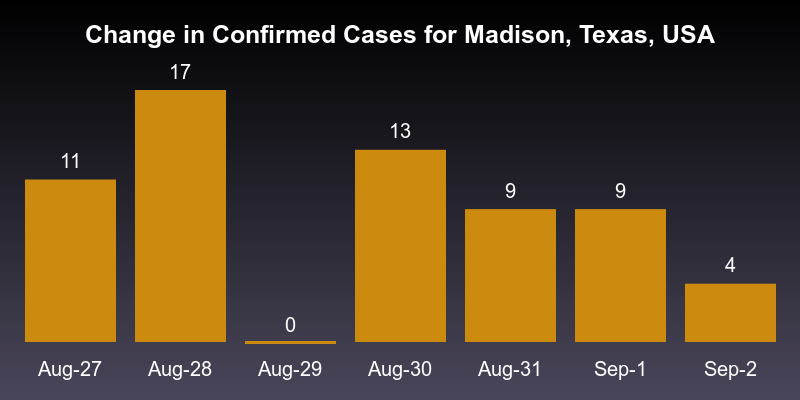 Change in Confirmed Cases for Madison, Texas, USA
11
17
0
13
9
9
4
Aug-27
Aug-28
Aug-29
Aug-30
Aug-31
Sep-1
Sep-2